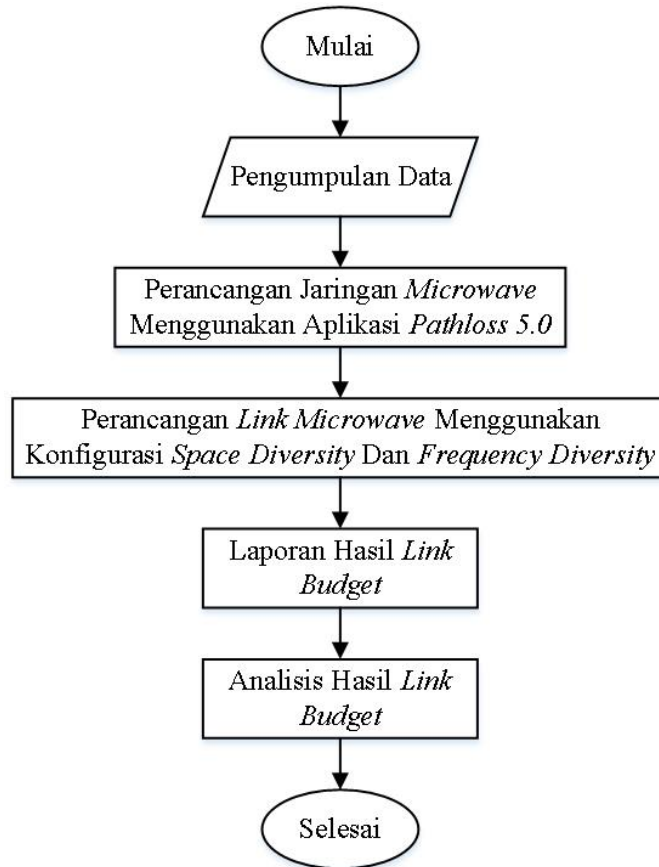 Mulai
Pengumpulan Data
Perancangan Jaringan Microwave
Menggunakan Aplikasi Pathloss 5.0
Perancangan Link Microwave Menggunakan
Konfigurasi Space Diversity Dan Frequency Diversity
Laporan Hasil Link
Budget
Analisis Hasil Link
Budget
Selesai